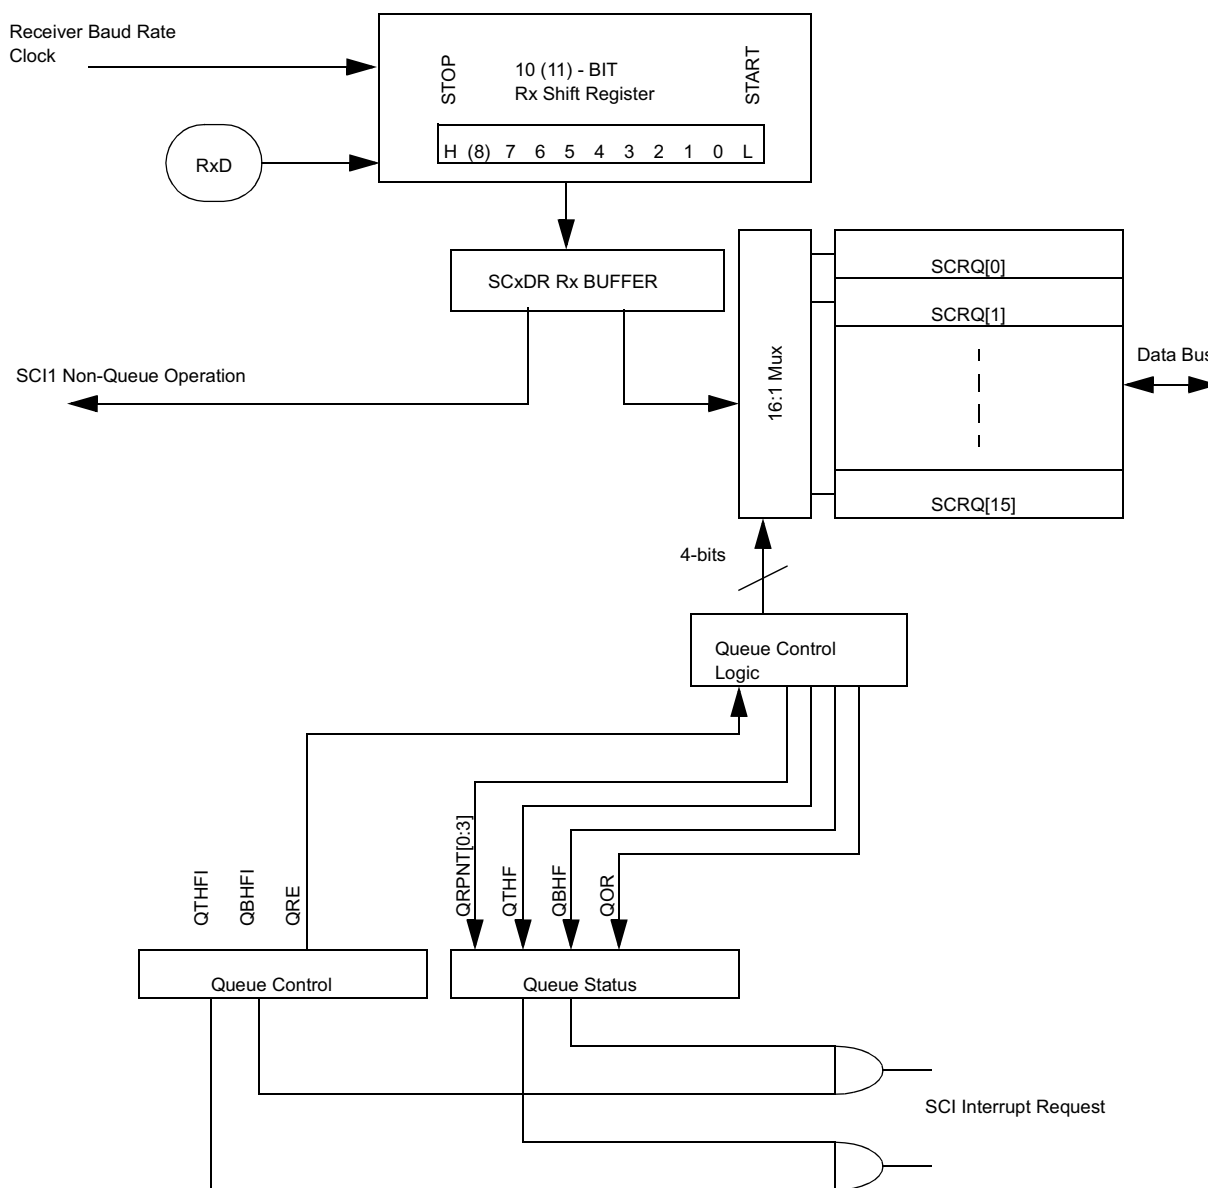 Receiver Baud Rate
Clock
STOP
10 (11) - BIT
Rx Shift Register
START
H (8) 7 6 5 4 3 2 1 0 L
RxD
SCxDR Rx BUFFER
16:1 Mux
SCRQ[0]
SCRQ[1]
SCRQ[15]
Data Bus
SCI1 Non-Queue Operation
4-bits
Queue Control
Logic
QTHFI
QBHFI
QRE
QRPNT[0:3]
QTHF
QBHF
QOR
Queue Control
Queue Status
SCI Interrupt Request